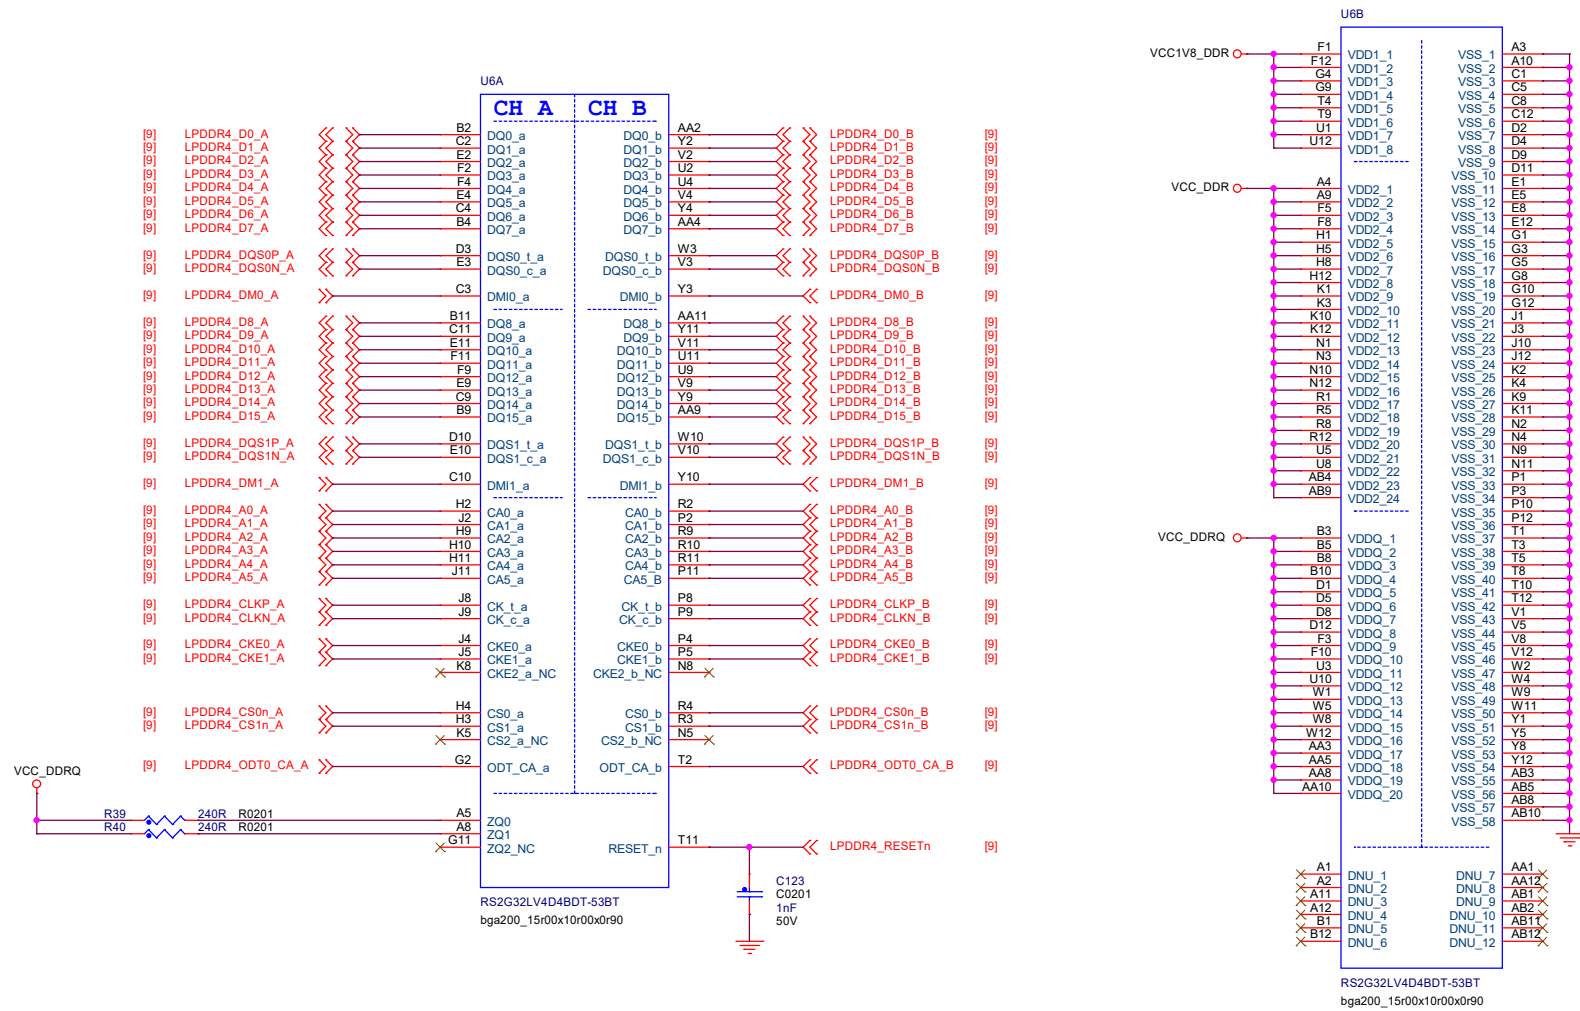 U6A
CH A CH B
[9] LPDDR4_D0_A B2 DQ0_a DQ0_b AA2 LPDDR4_D0_B [9]
[9] LPDDR4_D1_A C2 DQ1_a DQ1_b Y2 LPDDR4_D1_B [9]
[9] LPDDR4_D2_A E2 DQ2_a DQ2_b V2 LPDDR4_D2_B [9]
[9] LPDDR4_D3_A F2 DQ3_a DQ3_b U2 LPDDR4_D3_B [9]
[9] LPDDR4_D4_A F4 DQ4_a DQ4_b U4 LPDDR4_D4_B [9]
[9] LPDDR4_D5_A E4 DQ5_a DQ5_b V4 LPDDR4_D5_B [9]
[9] LPDDR4_D6_A C4 DQ6_a DQ6_b Y4 LPDDR4_D6_B [9]
[9] LPDDR4_D7_A B4 DQ7_a DQ7_b AA4 LPDDR4_D7_B [9]
[9] LPDDR4_DQS0P_A D3 DQS0_t_a DQS0_t_b W3 LPDDR4_DQS0P_B [9]
[9] LPDDR4_DQS0N_A E3 DQS0_c_a DQS0_c_b V3 LPDDR4_DQS0N_B [9]
[9] LPDDR4_DM0_A C3 DMI0_a DMI0_b Y3 LPDDR4_DM0_B [9]
[9] LPDDR4_D8_A B11 DQ8_a DQ8_b AA11 LPDDR4_D8_B [9]
[9] LPDDR4_D9_A C11 DQ9_a DQ9_b Y11 LPDDR4_D9_B [9]
[9] LPDDR4_D10_A E11 DQ10_a DQ10_b V11 LPDDR4_D10_B [9]
[9] LPDDR4_D11_A F11 DQ11_a DQ11_b U11 LPDDR4_D11_B [9]
[9] LPDDR4_D12_A F9 DQ12_a DQ12_b U9 LPDDR4_D12_B [9]
[9] LPDDR4_D13_A E9 DQ13_a DQ13_b V9 LPDDR4_D13_B [9]
[9] LPDDR4_D14_A C9 DQ14_a DQ14_b Y9 LPDDR4_D14_B [9]
[9] LPDDR4_D15_A B9 DQ15_a DQ15_b AA9 LPDDR4_D15_B [9]
[9] LPDDR4_DQS1P_A D10 DQS1_t_a DQS1_t_b W10 LPDDR4_DQS1P_B [9]
[9] LPDDR4_DQS1N_A E10 DQS1_c_a DQS1_c_b V10 LPDDR4_DQS1N_B [9]
[9] LPDDR4_DM1_A C10 DMI1_a DMI1_b Y10 LPDDR4_DM1_B [9]
[9] LPDDR4_A0_A H2 CA0_a CA0_b R2 LPDDR4_A0_B [9]
[9] LPDDR4_A1_A J2 CA1_a CA1_b P2 LPDDR4_A1_B [9]
[9] LPDDR4_A2_A H9 CA2_a CA2_b R9 LPDDR4_A2_B [9]
[9] LPDDR4_A3_A H10 CA3_a CA3_b R10 LPDDR4_A3_B [9]
[9] LPDDR4_A4_A H11 CA4_a CA4_b R11 LPDDR4_A4_B [9]
[9] LPDDR4_A5_A J11 CA5_a CA5_B P11 LPDDR4_A5_B [9]
[9] LPDDR4_CLKP_A J8 CK_t_a CK_t_b P8 LPDDR4_CLKP_B [9]
[9] LPDDR4_CLKN_A J9 CK_c_a CK_c_b P9 LPDDR4_CLKN_B [9]
[9] LPDDR4_CKE0_A J4 CKE0_a CKE0_b P4 LPDDR4_CKE0_B [9]
[9] LPDDR4_CKE1_A J5 CKE1_a CKE1_b P5 LPDDR4_CKE1_B [9]
K8 CKE2_a_NC CKE2_b_NC N8
[9] LPDDR4_CS0n_A H4 CS0_a CS0_b R4 LPDDR4_CS0n_B [9]
[9] LPDDR4_CS1n_A H3 CS1_a CS1_b R3 LPDDR4_CS1n_B [9]
K5 CS2_a_NC CS2_b_NC N5
[9] LPDDR4_ODT0_CA_A G2 ODT_CA_a ODT_CA_b T2 LPDDR4_ODT0_CA_B [9]
VCC_DDRQ
R39 240R R0201 A5 ZQ0
R40 240R R0201 A8 ZQ1
G11 ZQ2_NC RESET_n T11 LPDDR4_RESETn [9]
C123
C0201
1nF
50V
RS2G32LV4D4BDT-53BT
bga200_15r00x10r00x0r90
U6B
VCC1V8_DDR F1 VDD1_1 VSS_1 A3
F12 VDD1_2 VSS_2 A10
G4 VDD1_3 VSS_3 C1
G9 VDD1_4 VSS_4 C5
T4 VDD1_5 VSS_5 C8
T9 VDD1_6 VSS_6 C12
U1 VDD1_7 VSS_7 D2
U12 VDD1_8 VSS_8 D4
VSS_9 D9
VSS_10 D11
VCC_DDR A4 VDD2_1 VSS_11 E1
A9 VDD2_2 VSS_12 E5
F5 VDD2_3 VSS_13 E8
F8 VDD2_4 VSS_14 E12
H1 VDD2_5 VSS_15 G1
H5 VDD2_6 VSS_16 G3
H8 VDD2_7 VSS_17 G5
H12 VDD2_8 VSS_18 G8
K1 VDD2_9 VSS_19 G10
K3 VDD2_10 VSS_20 G12
K10 VDD2_11 VSS_21 J1
K12 VDD2_12 VSS_22 J3
N1 VDD2_13 VSS_23 J10
N3 VDD2_14 VSS_24 J12
N10 VDD2_15 VSS_25 K2
N12 VDD2_16 VSS_26 K4
R1 VDD2_17 VSS_27 K9
R5 VDD2_18 VSS_28 K11
R8 VDD2_19 VSS_29 N2
R12 VDD2_20 VSS_30 N4
U5 VDD2_21 VSS_31 N9
U8 VDD2_22 VSS_32 N11
AB4 VDD2_23 VSS_33 P1
AB9 VDD2_24 VSS_34 P3
VSS_35 P10
VSS_36 P12
VCC_DDRQ B3 VDDQ_1 VSS_37 T1
B5 VDDQ_2 VSS_38 T3
B8 VDDQ_3 VSS_39 T5
B10 VDDQ_4 VSS_40 T8
D1 VDDQ_5 VSS_41 T10
D5 VDDQ_6 VSS_42 T12
D8 VDDQ_7 VSS_43 V1
D12 VDDQ_8 VSS_44 V5
F3 VDDQ_9 VSS_45 V8
F10 VDDQ_10 VSS_46 V12
U3 VDDQ_11 VSS_47 W2
U10 VDDQ_12 VSS_48 W4
W1 VDDQ_13 VSS_49 W9
W5 VDDQ_14 VSS_50 W11
W8 VDDQ_15 VSS_51 Y1
W12 VDDQ_16 VSS_52 Y5
AA3 VDDQ_17 VSS_53 Y8
AA5 VDDQ_18 VSS_54 Y12
AA8 VDDQ_19 VSS_55 AB3
AA10 VDDQ_20 VSS_56 AB5
VSS_57 AB8
VSS_58 AB10
A1 DNU_1 DNU_7 AA1
A2 DNU_2 DNU_8 AA12
A11 DNU_3 DNU_9 AB1
A12 DNU_4 DNU_10 AB2
B1 DNU_5 DNU_11 AB11
B12 DNU_6 DNU_12 AB12
RS2G32LV4D4BDT-53BT
bga200_15r00x10r00x0r90